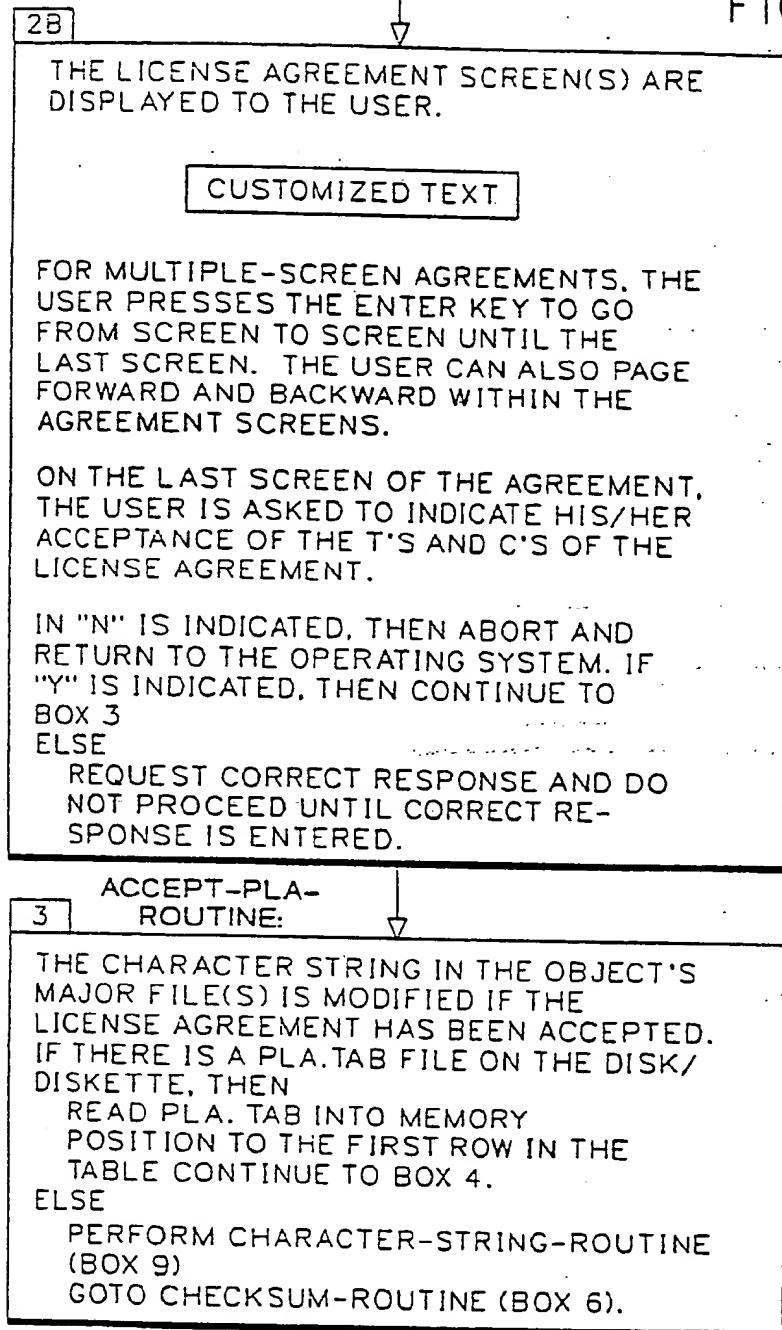 FIG
2B
THE LICENSE AGREEMENT SCREEN(S) ARE
DISPLAYED TO THE USER.
CUSTOMIZED TEXT
FOR MULTIPLE-SCREEN AGREEMENTS, THE
USER PRESSES THE ENTER KEY TO GO
FROM SCREEN TO SCREEN UNTIL THE
LAST SCREEN. THE USER CAN ALSO PAGE
FORWARD AND BACKWARD WITHIN THE
AGREEMENT SCREENS.
ON THE LAST SCREEN OF THE AGREEMENT,
THE USER IS ASKED TO INDICATE HIS/HER
ACCEPTANCE OF THE T'S AND C'S OF THE
LICENSE AGREEMENT.
IN "N" IS INDICATED, THEN ABORT AND
RETURN TO THE OPERATING SYSTEM. IF
"Y" IS INDICATED, THEN CONTINUE TO
BOX 3
ELSE
REQUEST CORRECT RESPONSE AND DO
NOT PROCEED UNTIL CORRECT RE-
SPONSE IS ENTERED.
ACCEPT-PLA-
3 ROUTINE:
THE CHARACTER STRING IN THE OBJECT'S
MAJOR FILE(S) IS MODIFIED IF THE
LICENSE AGREEMENT HAS BEEN ACCEPTED.
IF THERE IS A PLA.TAB FILE ON THE DISK/
DISKETTE, THEN
READ PLA. TAB INTO MEMORY
POSITION TO THE FIRST ROW IN THE
TABLE CONTINUE TO BOX 4.
ELSE
PERFORM CHARACTER-STRING-ROUTINE
(BOX 9)
GOTO CHECKSUM-ROUTINE (BOX 6).